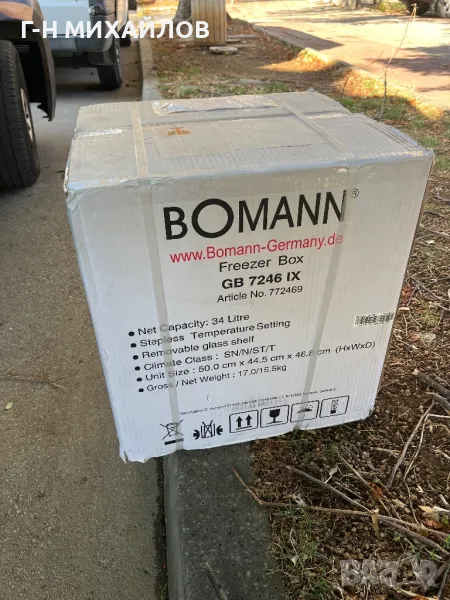 Г-Н МИХАЙЛОВ
BOMANN®
www.Bomann-Germany.de
Freezer Box
GB 7246 IX
Article No. 772469
• Net Capacity: 34 Litre
• Stepless Temperature Setting
• Removable glass shelf
• Climate Class : SN/N/ST/T
• Unit Size : 50.0 cm x 44.5 cm x 46.8 cm (HxWxD)
• Gross / Net Weight : 17.0/15.5kg